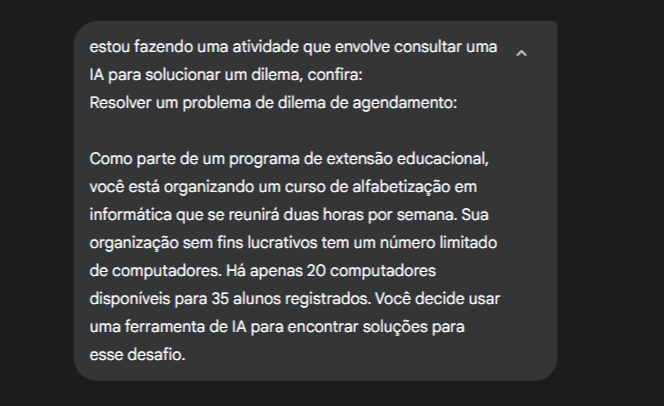 estou fazendo uma atividade que envolve consultar uma
IA para solucionar um dilema, confira:
Resolver um problema de dilema de agendamento:
Como parte de um programa de extensão educacional,
você está organizando um curso de alfabetização em
informática que se reunirá duas horas por semana. Sua
organização sem fins lucrativos tem um número limitado
de computadores. Há apenas 20 computadores
disponíveis para 35 alunos registrados. Você decide usar
uma ferramenta de IA para encontrar soluções para
esse desafio.